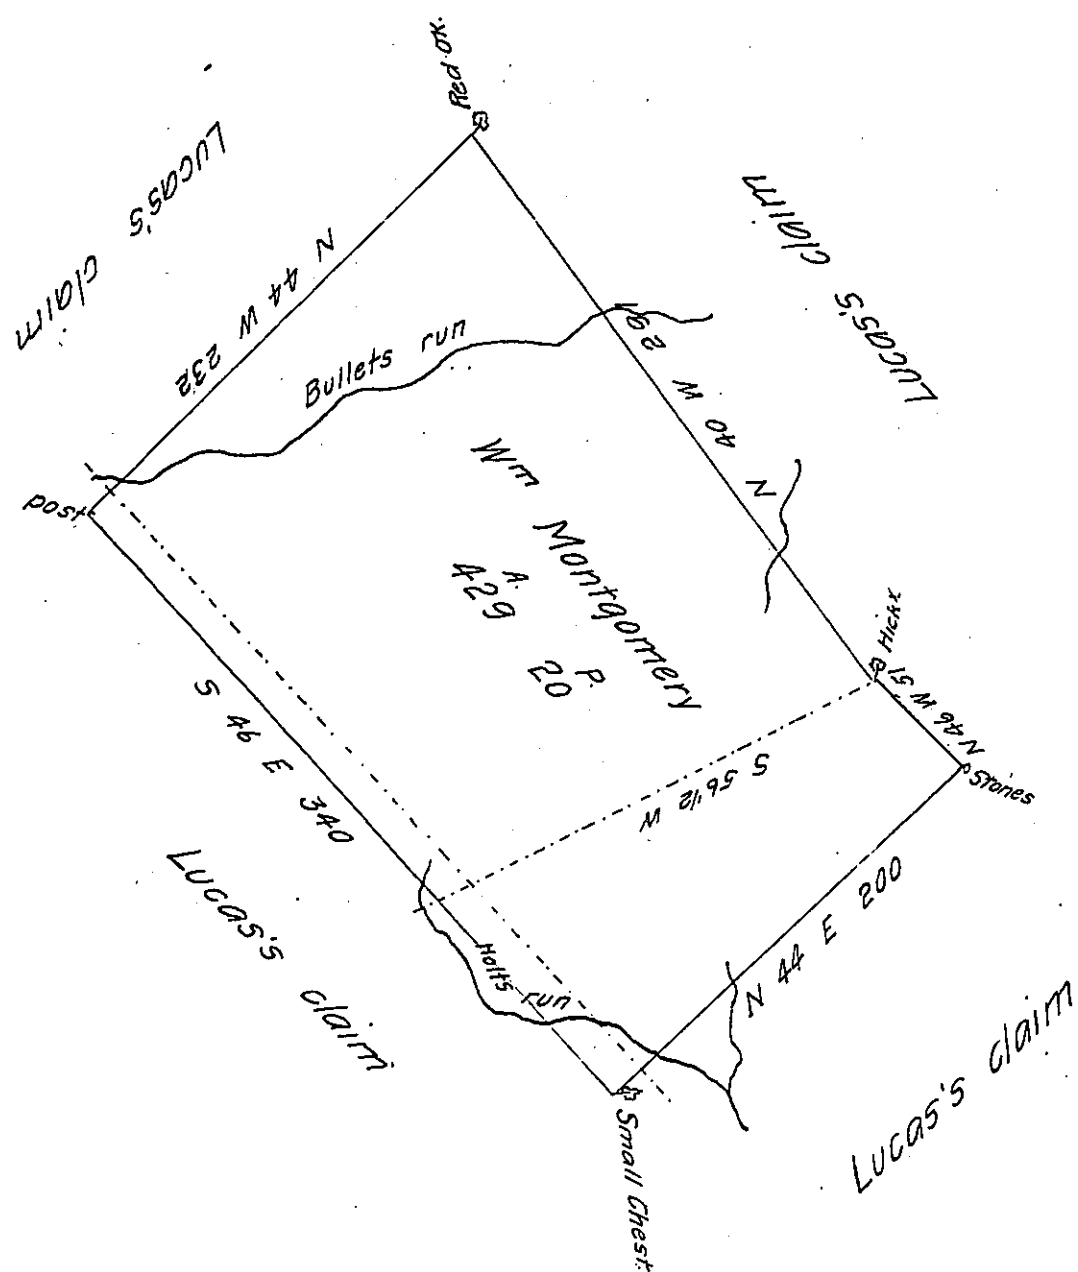 Red OK.
Lucas's claim
N 44 W 232
Lucas's claim
Bullets run
N 40 W 291
post
Wm Montgomery
A. P.
429 20
Hick.
N 46 W 51
Stones
S 56 1/2 W
S 46 E 340
Lucas's claim
N 44 E 200
Holts run
Lucas's claim
Small Chest.